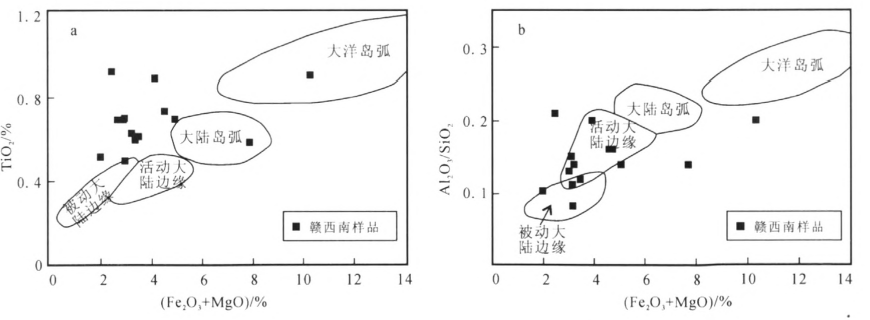 a
TiO₂/%
1.2
0.8
0.4
0
大洋岛弧
大陆岛弧
活动大
陆边缘
被动大
陆边缘
赣西南样品
0
2
4
6
8
10
12
14
(Fe₂O₃+MgO)/%
b
Al₂O₃/SiO₂
0.3
0.2
0.1
大洋岛弧
大陆岛弧
活动大
陆边缘
被动大
陆边缘
赣西南样品
0
2
4
6
8
10
12
14
(Fe₂O₃+MgO)/%